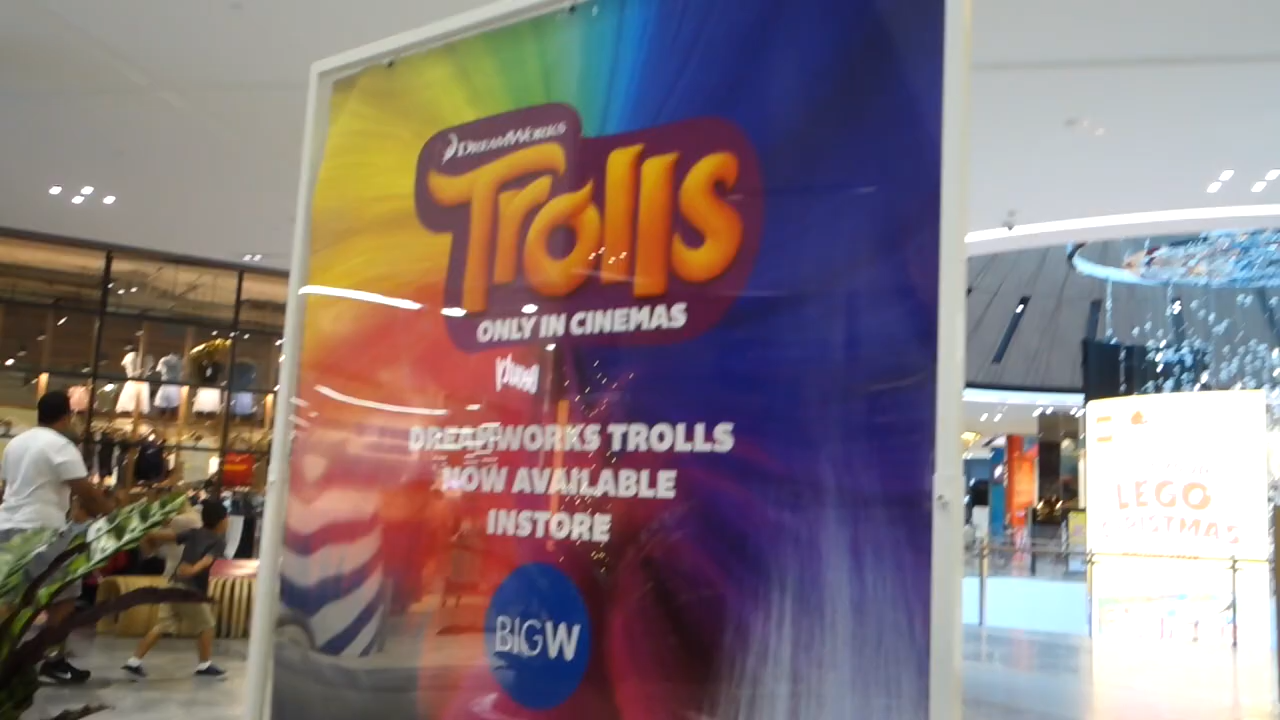 DREAMWORKS
Trolls
ONLY IN CINEMAS
DREAMWORKS TROLLS
NOW AVAILABLE
INSTORE
BIGW
LEGO